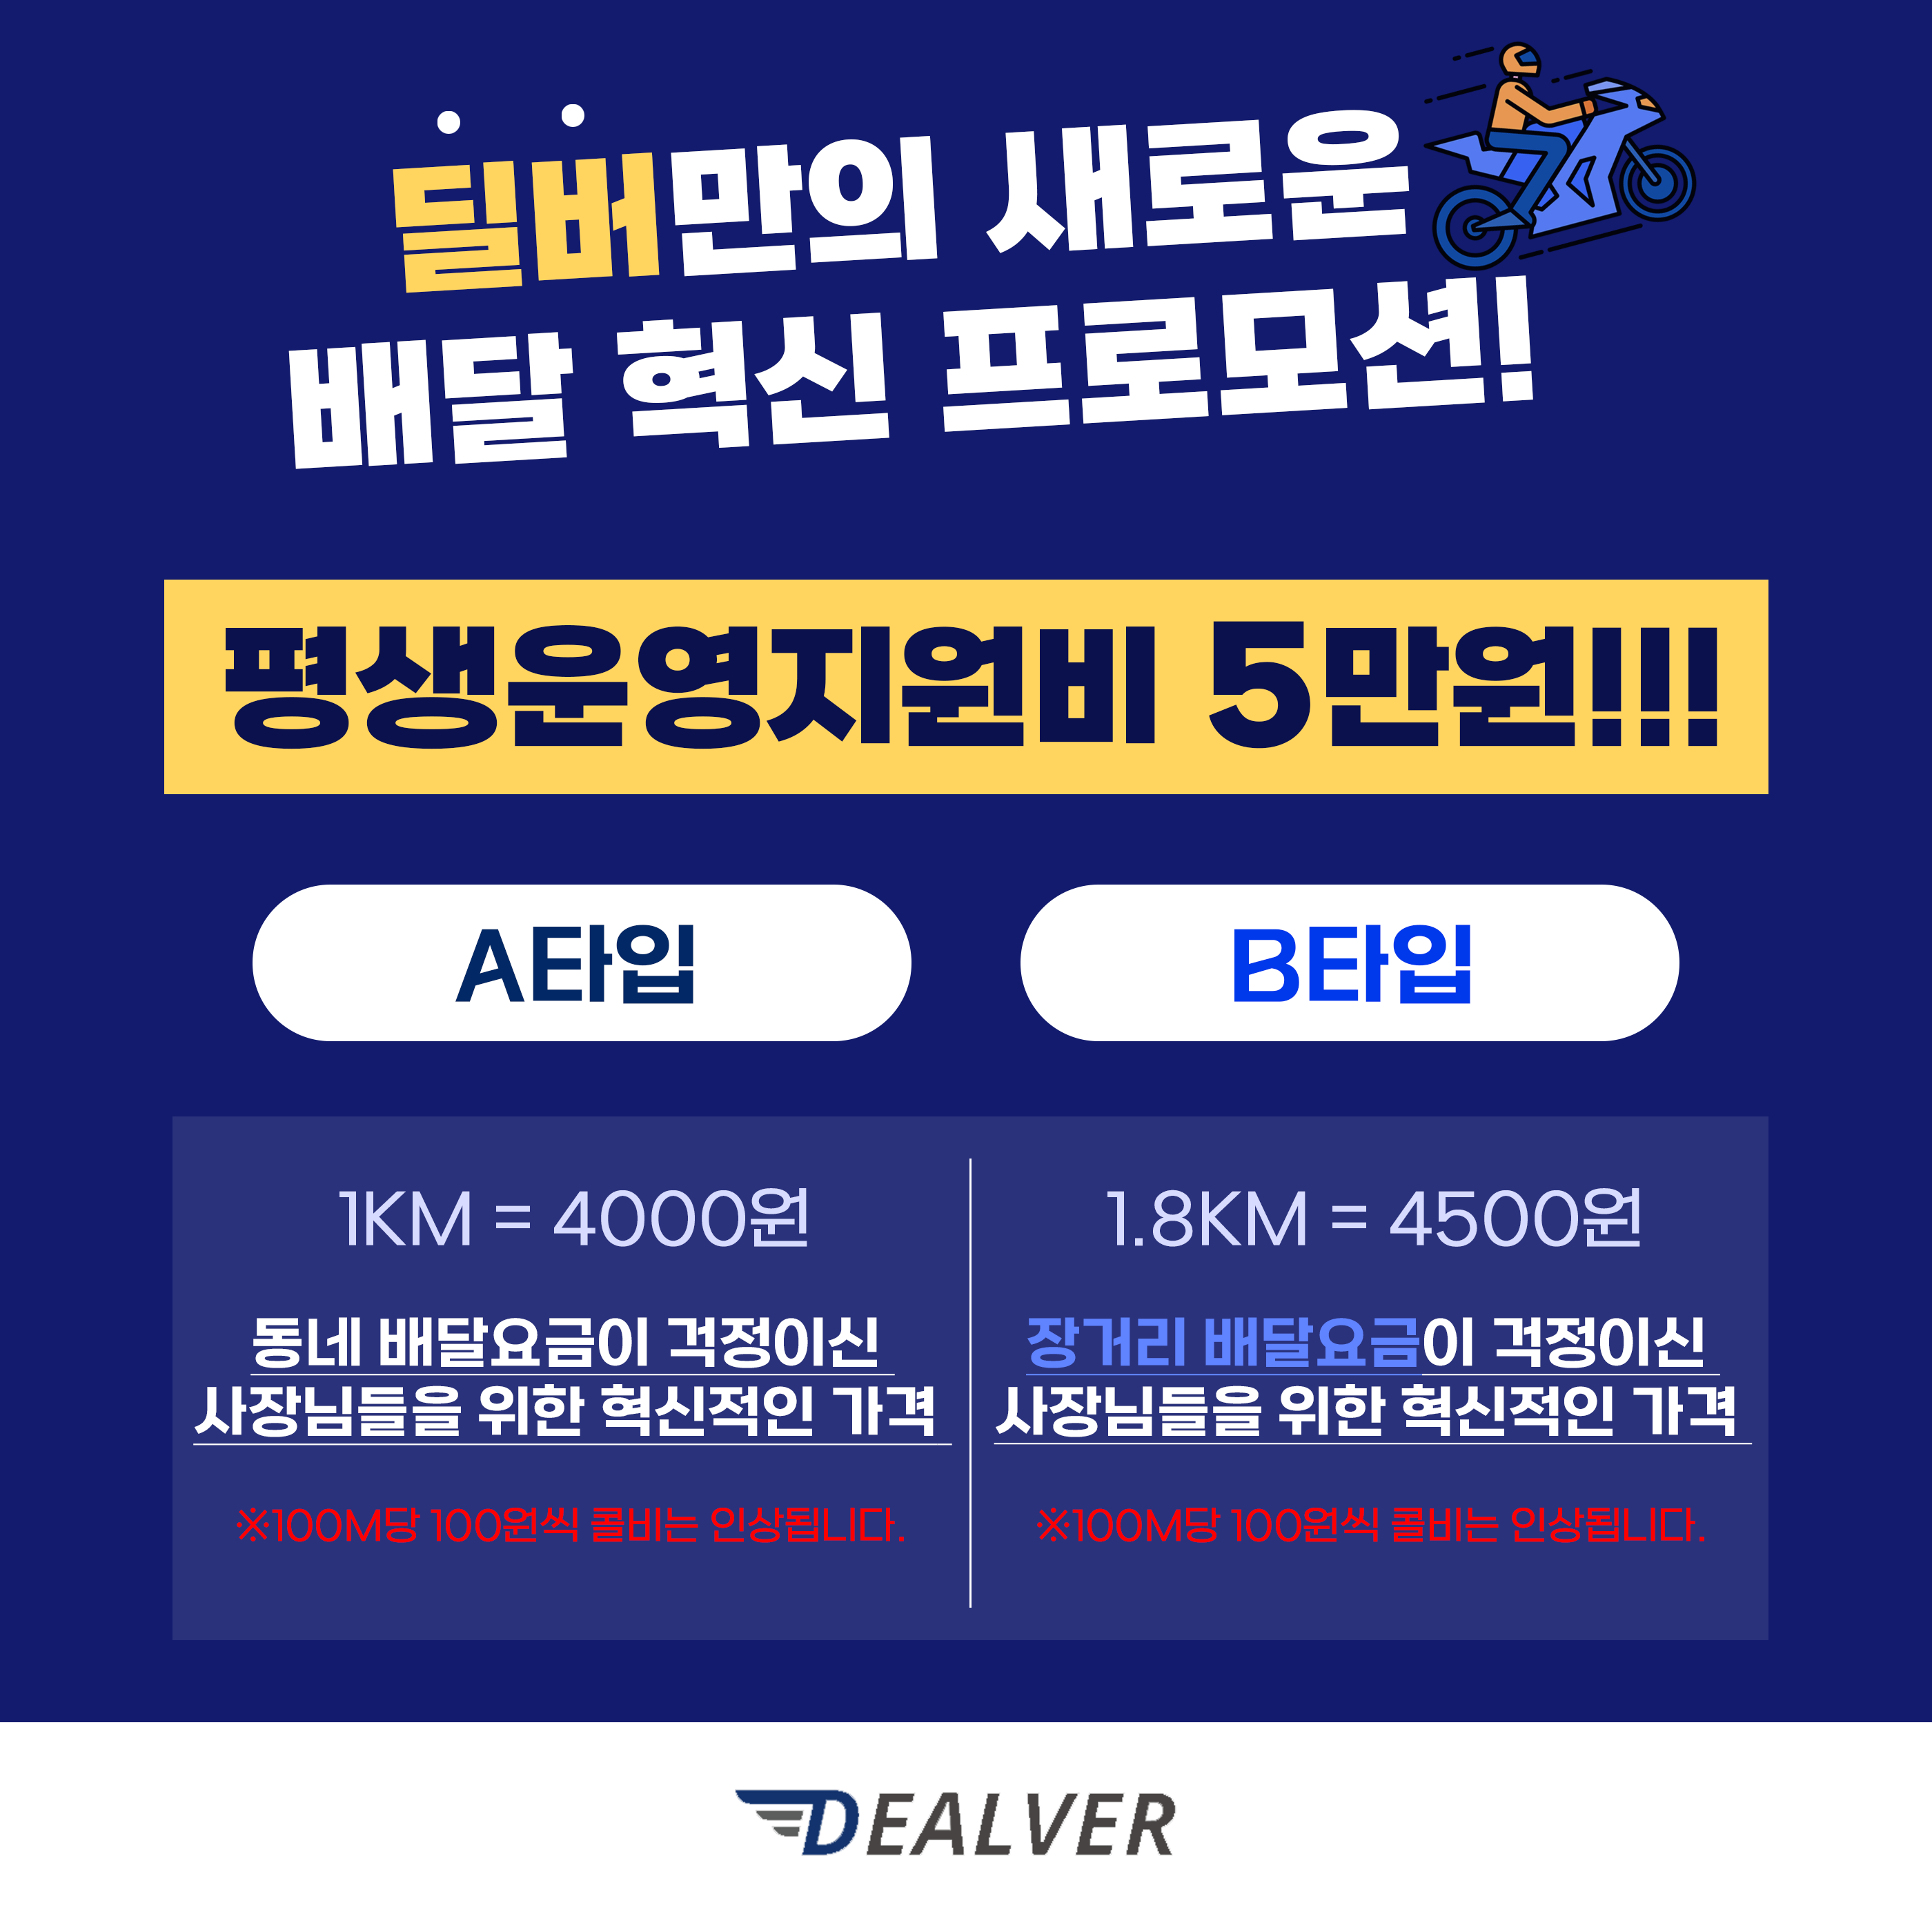 딜버만의 새로운
배달 혁신 프로모션!
평생운영지원비 5만원!!!
A타입
B타입
1KM = 4000원
동네 배달요금이 걱정이신
사장님들을 위한 혁신적인 가격
※100M당 100원씩 콜비는 인상됩니다.
1.8KM = 4500원
장거리 배달요금이 걱정이신
사장님들을 위한 혁신적인 가격
※100M당 100원씩 콜비는 인상됩니다.
DEALVER